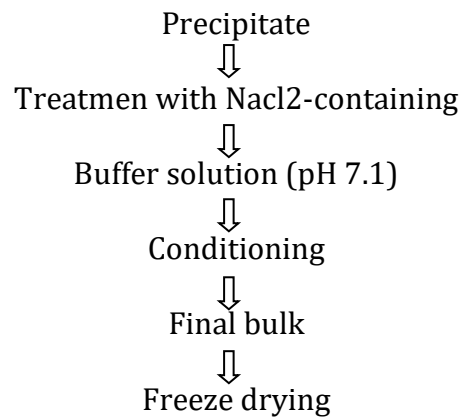 Precipitate
Treatmen with Nacl2-containing
Buffer solution (pH 7.1)
Conditioning
Final bulk
Freeze drying